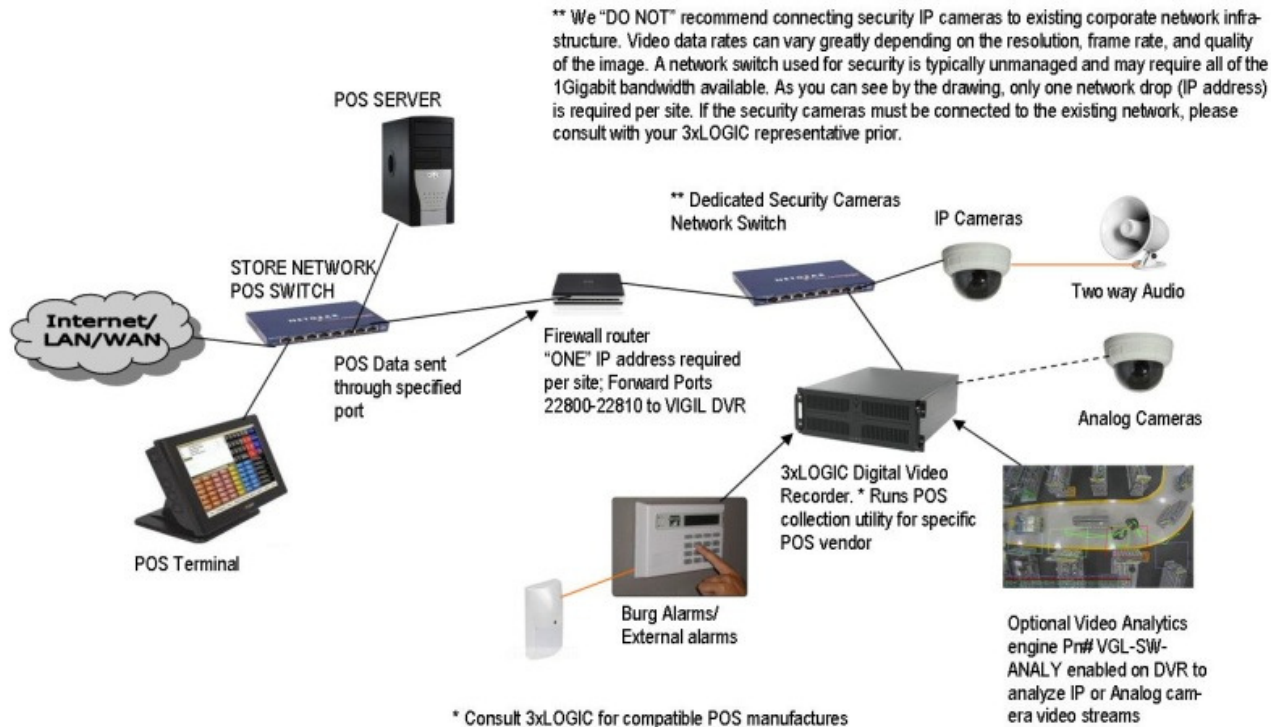 ** We “DO NOT” recommend connecting security IP cameras to existing corporate network infra-
structure. Video data rates can vary greatly depending on the resolution, frame rate, and quality
of the image. A network switch used for security is typically unmanaged and may require all of the
1Gigabit bandwidth available. As you can see by the drawing, only one network drop (IP address)
is required per site. If the security cameras must be connected to the existing network, please
consult with your 3xLOGIC representative prior.
POS SERVER
** Dedicated Security Cameras
Network Switch
IP Cameras
Two way Audio
STORE NETWORK
POS SWITCH
NETGEAR
NETGEAR
Internet/
LAN/WAN
POS Data sent
through specified
port
Firewall router
“ONE” IP address required
per site; Forward Ports
22800-22810 to VIGIL DVR
Analog Cameras
POS Terminal
3xLOGIC Digital Video
Recorder. * Runs POS
collection utility for specific
POS vendor
Burg Alarms/
External alarms
Optional Video Analytics
engine Pn# VGL-SW-
ANALY enabled on DVR to
analyze IP or Analog cam-
era video streams
* Consult 3xLOGIC for compatible POS manufactures